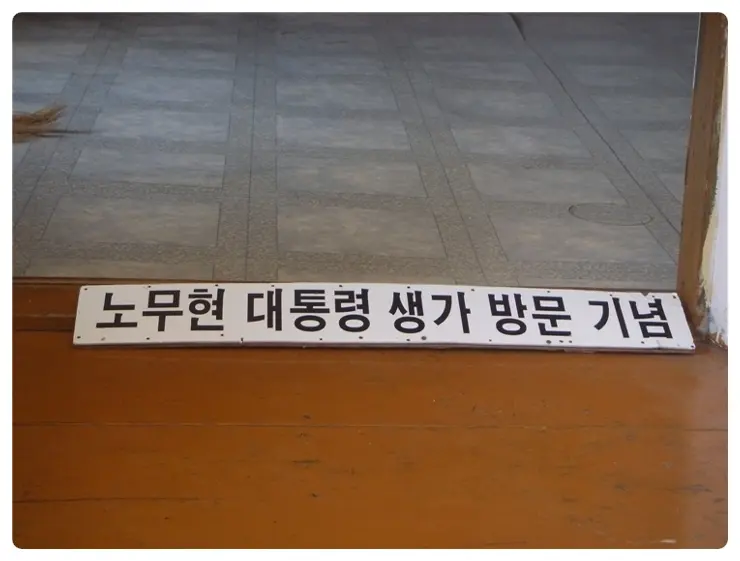 노무현 대통령 생가 방문 기념